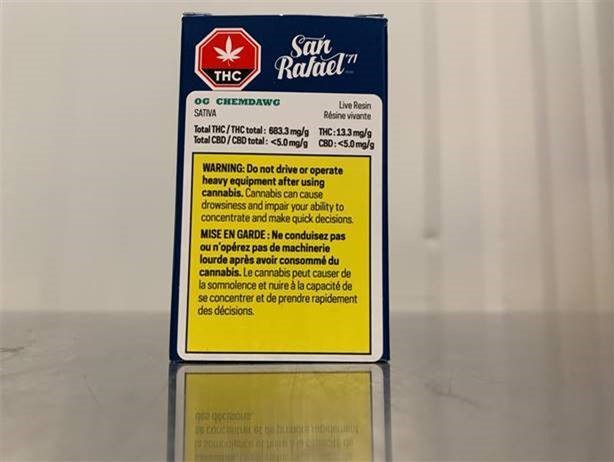 THC
San
Rafael '71
OG CHEMDAWG
SATIVA
Live Resin
Résine vivante
Total THC / THC total : 683.3 mg/g THC : 13.3 mg/g
Total CBD / CBD total : <5.0 mg/g CBD : <5.0 mg/g
WARNING: Do not drive or operate
heavy equipment after using
cannabis. Cannabis can cause
drowsiness and impair your ability to
concentrate and make quick decisions.
MISE EN GARDE : Ne conduisez pas
ou n'opérez pas de machinerie
lourde après avoir consommé du
cannabis. Le cannabis peut causer de
la somnolence et nuire à la capacité de
se concentrer et de prendre rapidement
des décisions.